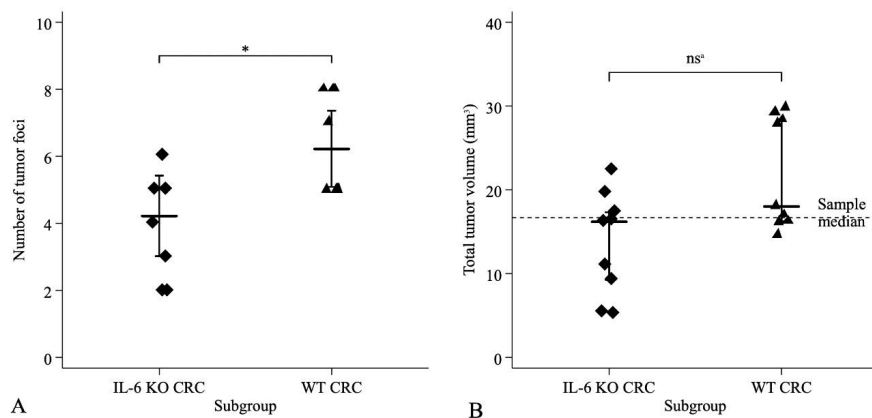 10
8
6
4
2
0
Number of tumor foci
*
IL-6 KO CRC WT CRC
Subgroup
A
40
30
20
10
0
Total tumor volume (mm³)
nsª
Sample
median
IL-6 KO CRC WT CRC
Subgroup
B